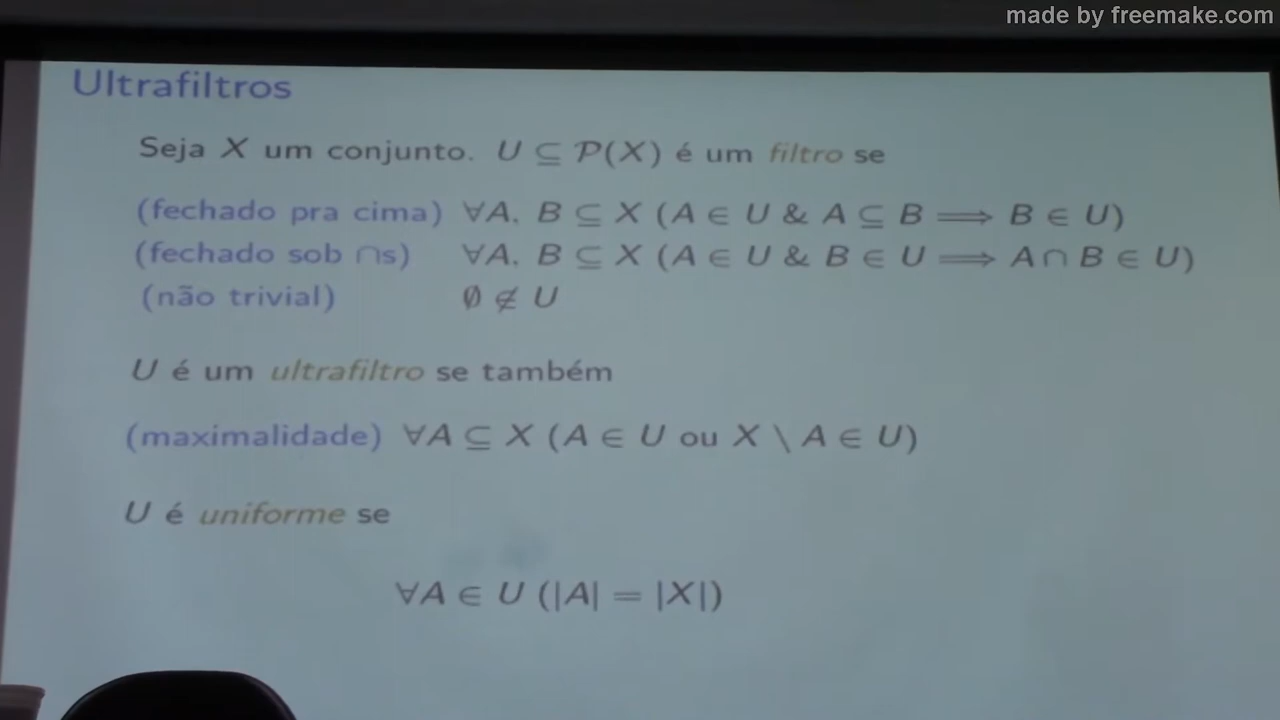 made by freemake.com
Ultrafiltros
Seja X um conjunto. U ⊆ P(X) é um filtro se
(fechado pra cima) ∀A, B ⊆ X (A ∈ U & A ⊆ B ⟹ B ∈ U)
(fechado sob ∩s) ∀A, B ⊆ X (A ∈ U & B ∈ U ⟹ A ∩ B ∈ U)
(não trivial) ∅ ∉ U
U é um ultrafiltro se também
(maximalidade) ∀A ⊆ X (A ∈ U ou X \ A ∈ U)
U é uniforme se
∀A ∈ U (|A| = |X|)